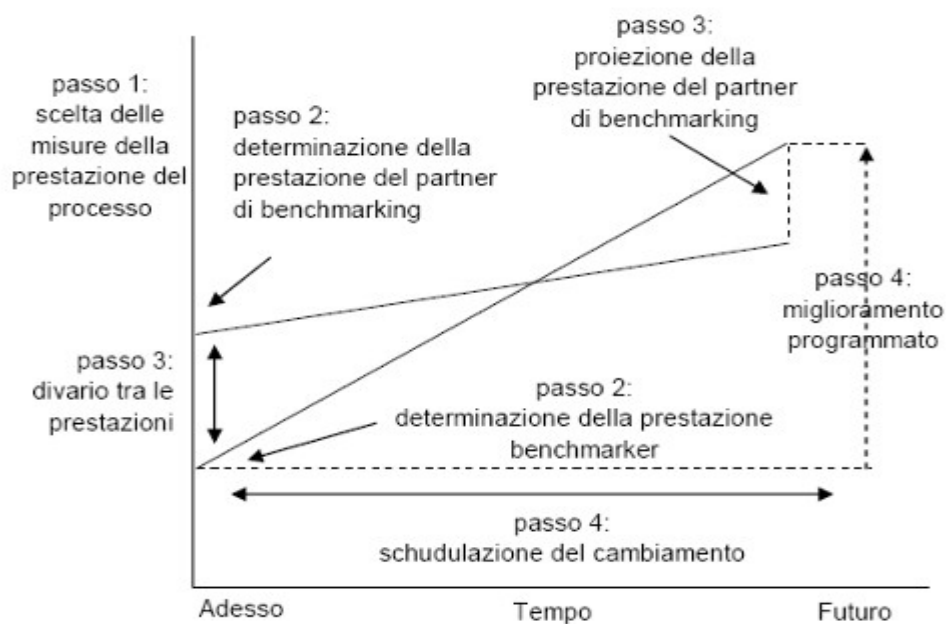 passo 1:
scelta delle
misure della
prestazione del
processo
passo 2:
determinazione della
prestazione del partner
di benchmarking
passo 3:
proiezione della
prestazione del partner
di benchmarking
passo 4:
miglioramento
programmato
passo 3:
divario tra le
prestazioni
passo 2:
determinazione della prestazione
benchmarker
passo 4:
schudulazione del cambiamento
Adesso
Tempo
Futuro